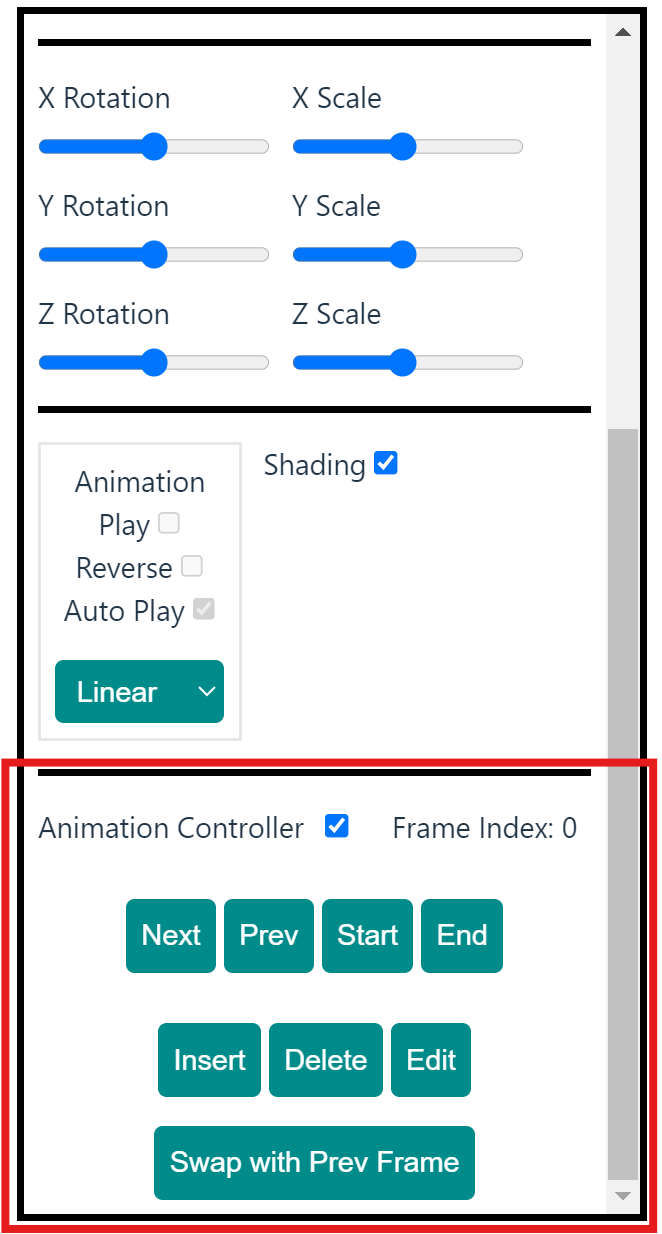 X Rotation X Scale
Y Rotation Y Scale
Z Rotation Z Scale
Animation
Play
Reverse
Auto Play
Linear
Shading
Animation Controller Frame Index: 0
Next Prev Start End
Insert Delete Edit
Swap with Prev Frame